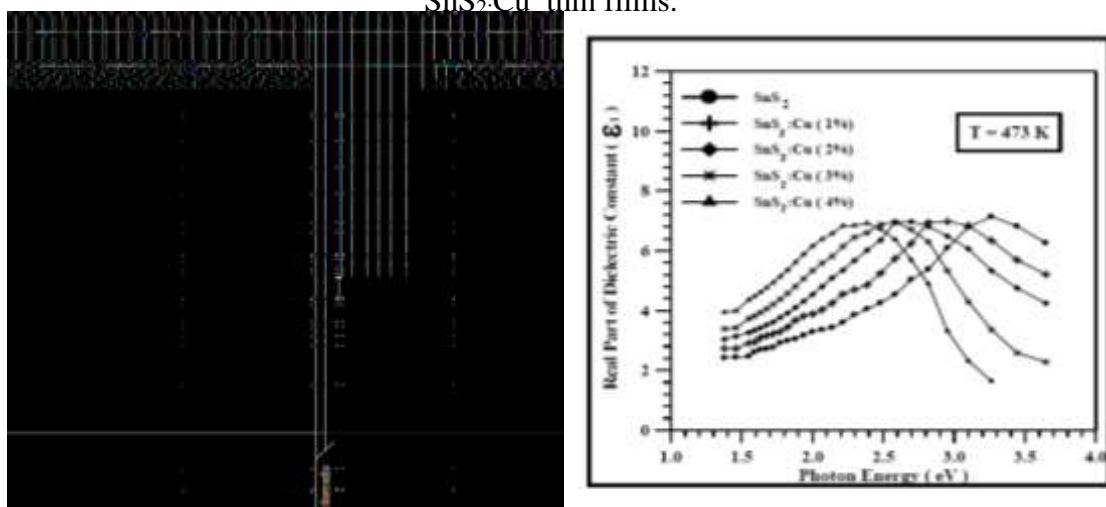 SnS₂:Cu thin films.
12
10
8
6
4
2
0
Real Part of Dielectric Constant ( ε₁ )
SnS₂
SnS₂:Cu ( 1% )
SnS₂:Cu ( 2% )
SnS₂:Cu ( 3% )
SnS₂:Cu ( 4% )
T = 473 K
1.0 1.5 2.0 2.5 3.0 3.5 4.0
Photon Energy ( eV )